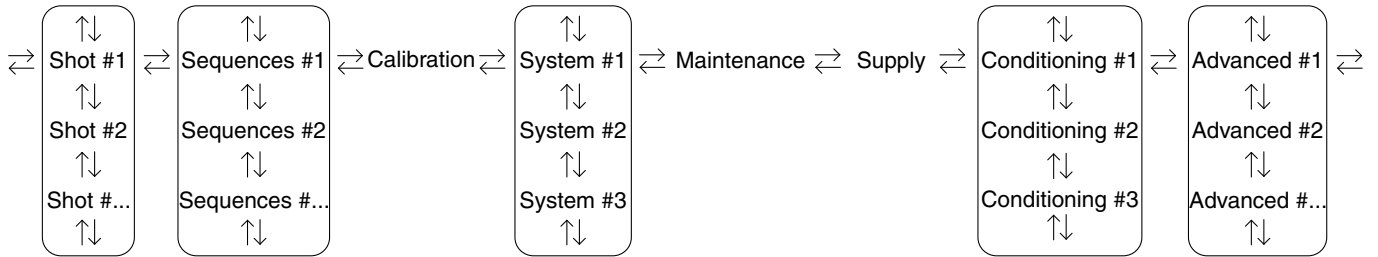 Shot #1
Shot #2
Shot #...
Sequences #1
Sequences #2
Sequences #...
Calibration
System #1
System #2
System #3
Maintenance
Supply
Conditioning #1
Conditioning #2
Conditioning #3
Advanced #1
Advanced #2
Advanced #...